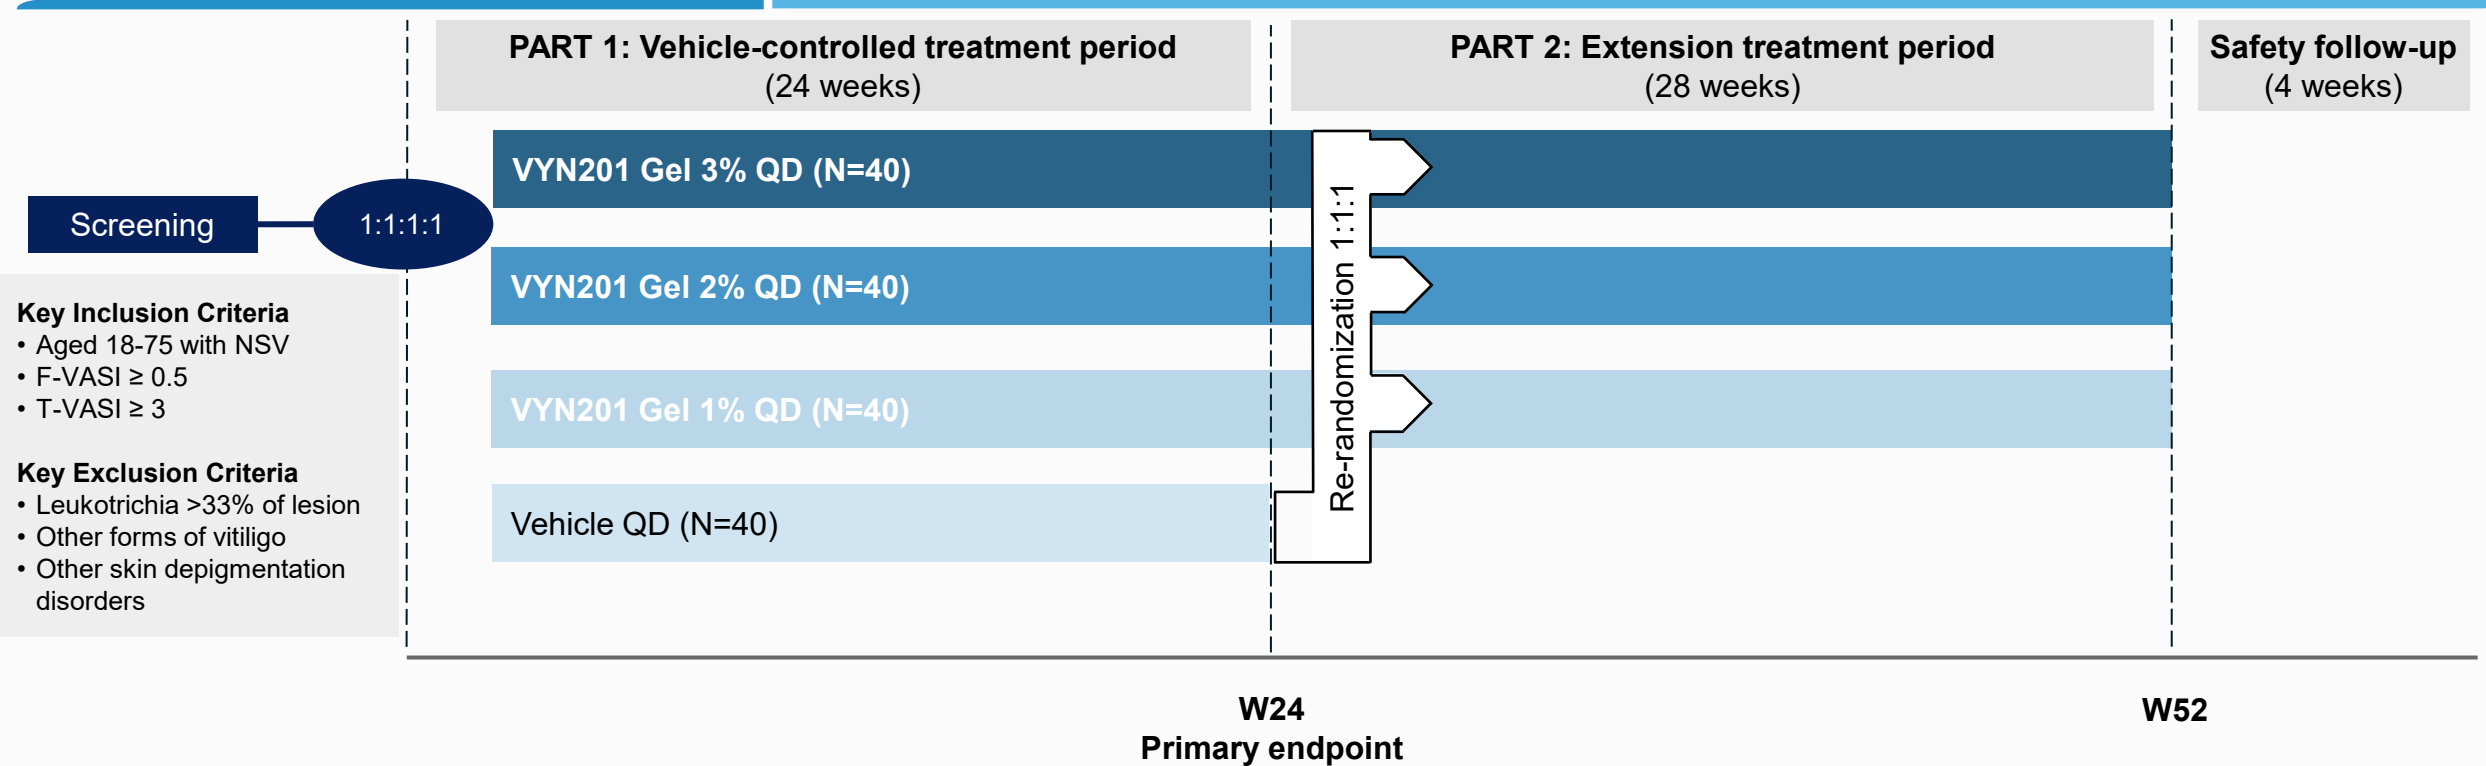 PART 1: Vehicle-controlled treatment period
(24 weeks)
PART 2: Extension treatment period
(28 weeks)
Safety follow-up
(4 weeks)
Screening
1:1:1:1
VYN201 Gel 3% QD (N=40)
VYN201 Gel 2% QD (N=40)
VYN201 Gel 1% QD (N=40)
Vehicle QD (N=40)
Re-randomization 1:1:1
Key Inclusion Criteria
• Aged 18-75 with NSV
• F-VASI ≥ 0.5
• T-VASI ≥ 3
Key Exclusion Criteria
• Leukotrichia >33% of lesion
• Other forms of vitiligo
• Other skin depigmentation
disorders
W24
Primary endpoint
W52